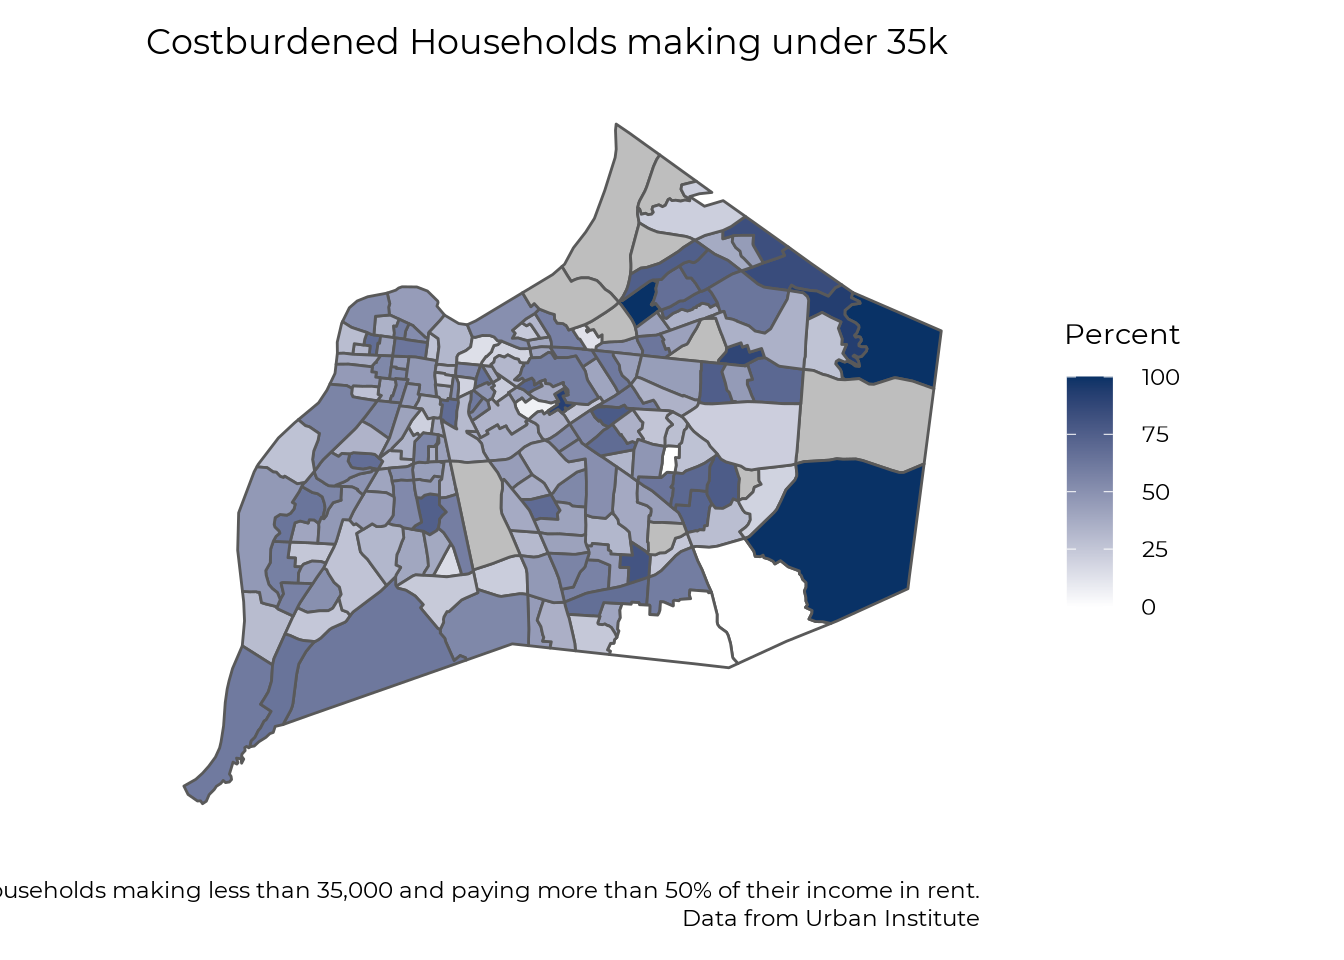 Costburdened Households making under 35k
Percent
100
75
50
25
0
making less than 35,000 and paying more than 50% of their income in rent.
Data from Urban Institute